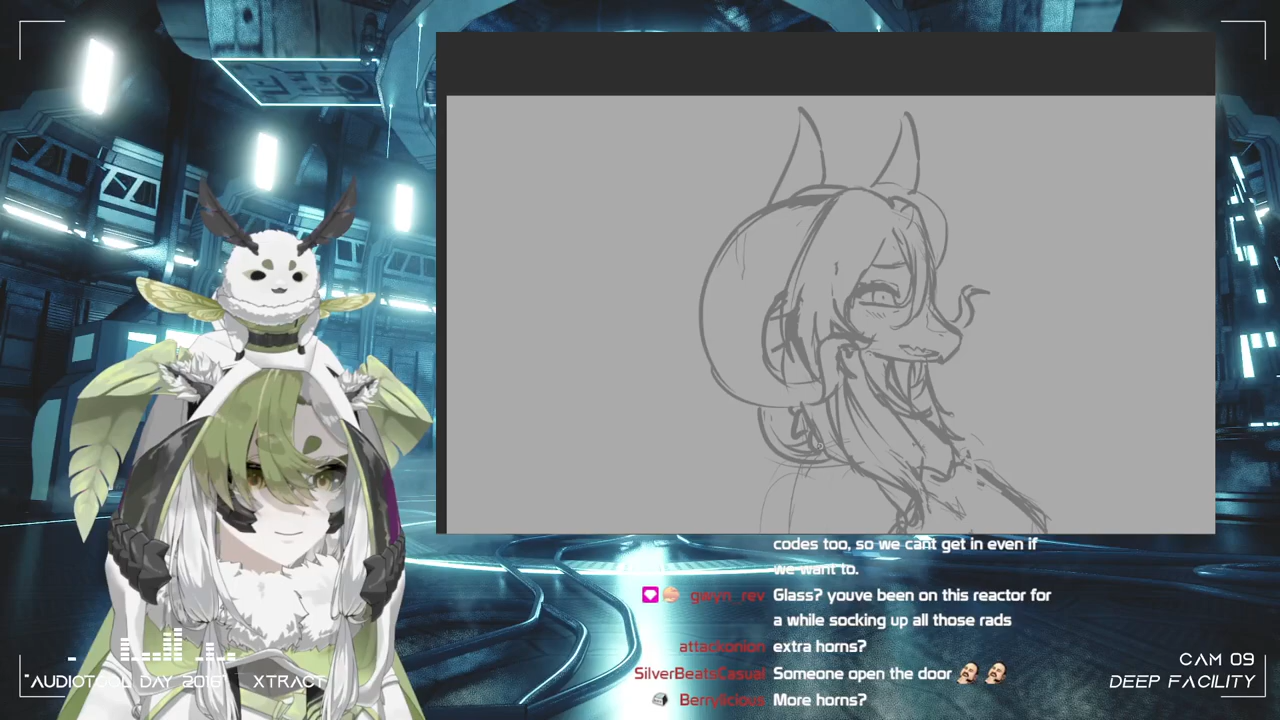 codes too, so we cant get in even if
we want to.
gwyn_rev Glass? youve been on this reactor for
a while socking up all those rads
attackonion extra horns?
SilverBeatsCasual Someone open the door
Berrylicious More horns?
"AUDIOTOOL DAY 2016" XTRACT
CAM 09
DEEP FACILITY